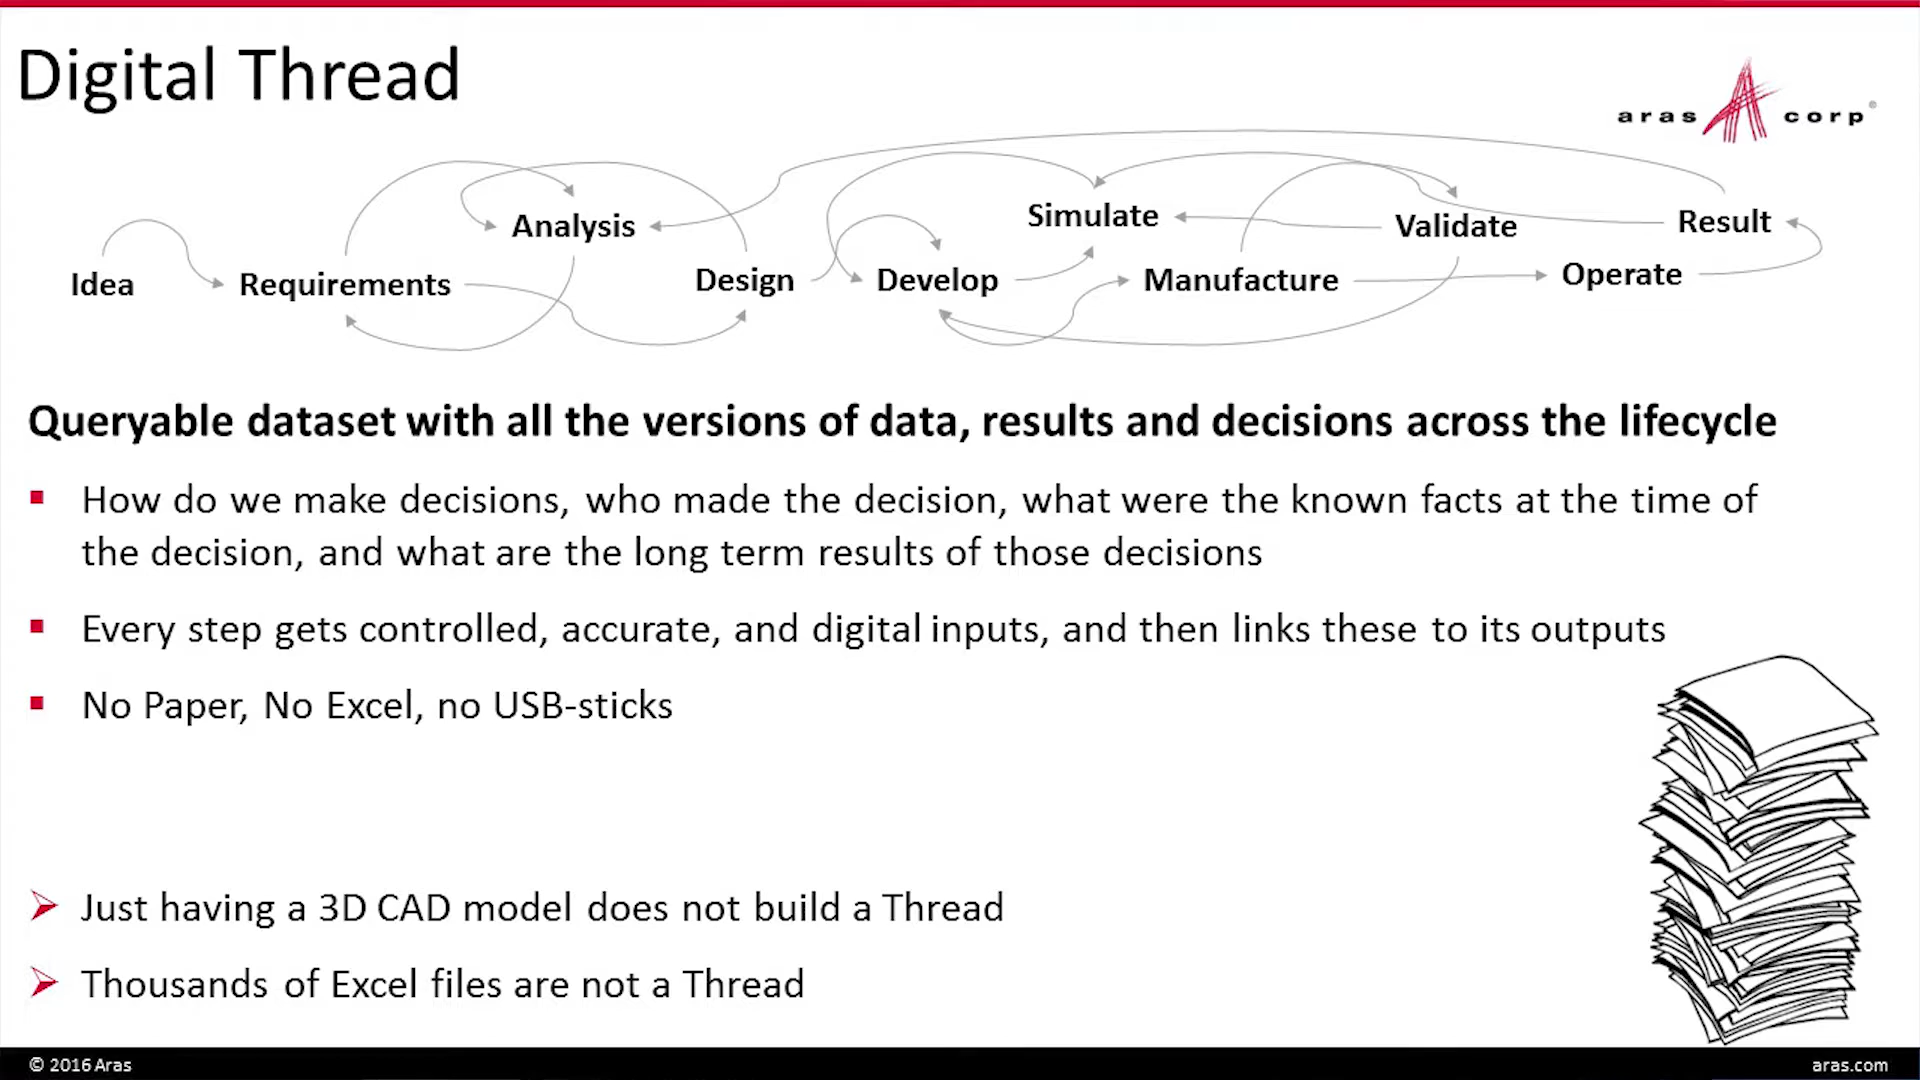 Digital Thread
aras corp®
Analysis
Simulate
Validate
Result
Idea
Requirements
Design
Develop
Manufacture
Operate
Queryable dataset with all the versions of data, results and decisions across the lifecycle
How do we make decisions, who made the decision, what were the known facts at the time of
the decision, and what are the long term results of those decisions
Every step gets controlled, accurate, and digital inputs, and then links these to its outputs
No Paper, No Excel, no USB-sticks
Just having a 3D CAD model does not build a Thread
Thousands of Excel files are not a Thread
© 2016 Aras
aras.com